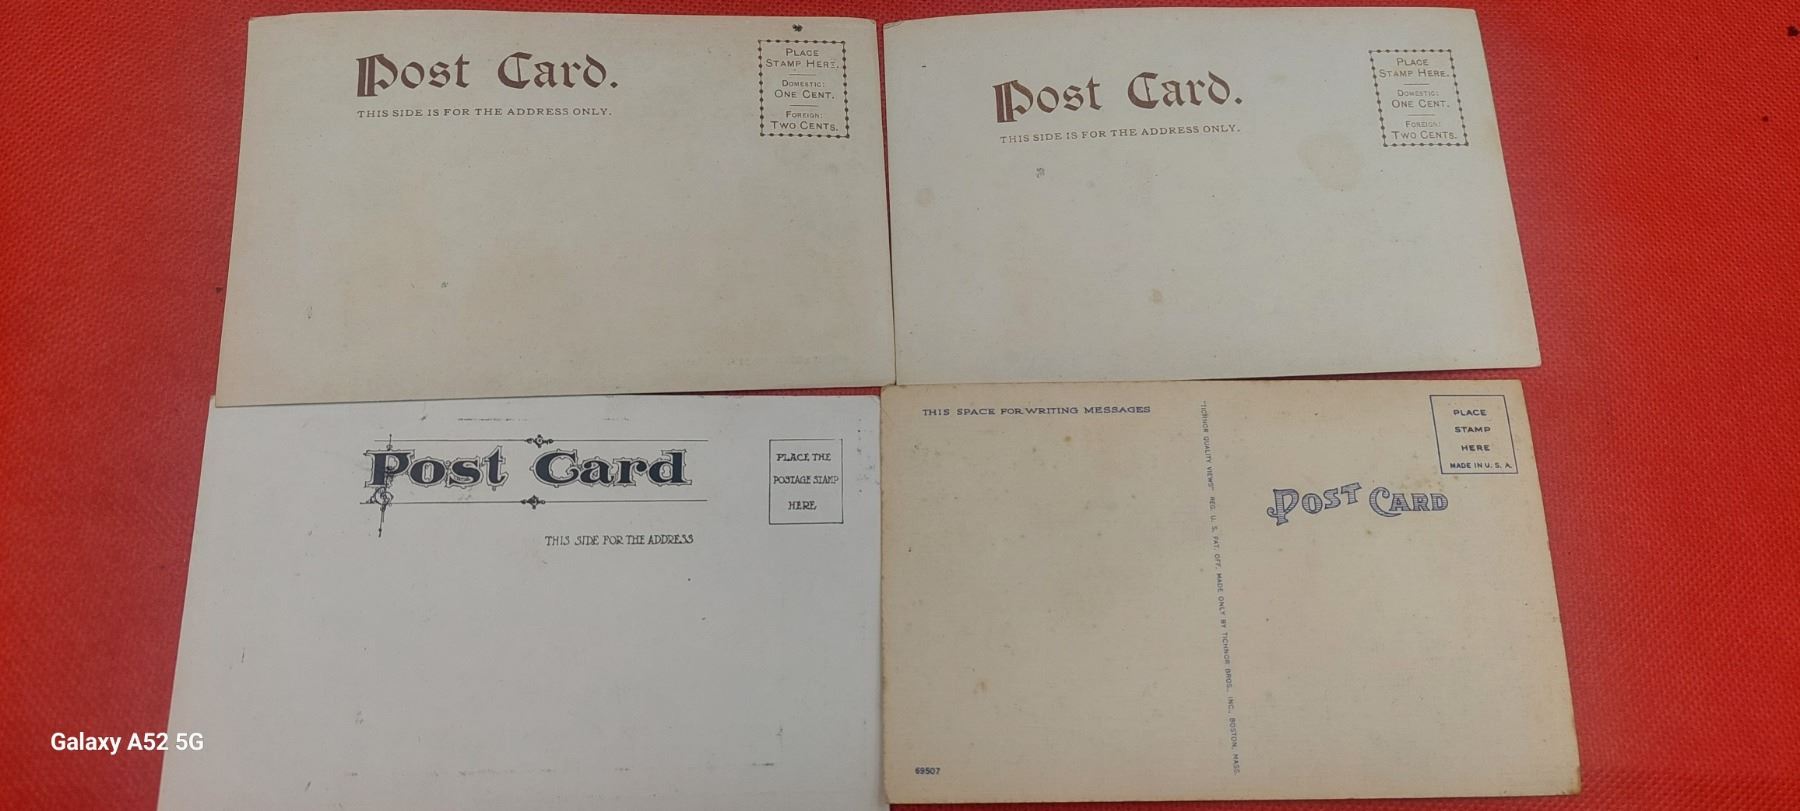 Post Card.
THIS SIDE IS FOR THE ADDRESS ONLY.
PLACE
STAMP HERE.
DOMESTIC:
ONE CENT.
FOREIGN:
TWO CENTS.
Post Card.
THIS SIDE IS FOR THE ADDRESS ONLY.
PLACE
STAMP HERE.
DOMESTIC:
ONE CENT.
FOREIGN:
TWO CENTS.
Post Card
THIS SIDE FOR THE ADDRESS
PLACE THE
POSTAGE STAMP
HERE
THIS SPACE FOR WRITING MESSAGES
"TICHNOR QUALITY VIEWS" REG. U. S. PAT. OFF. MADE ONLY BY TICHNOR BROS., INC., BOSTON, MASS.
POST CARD
PLACE
STAMP
HERE
MADE IN U. S. A.
69507
Galaxy A52 5G